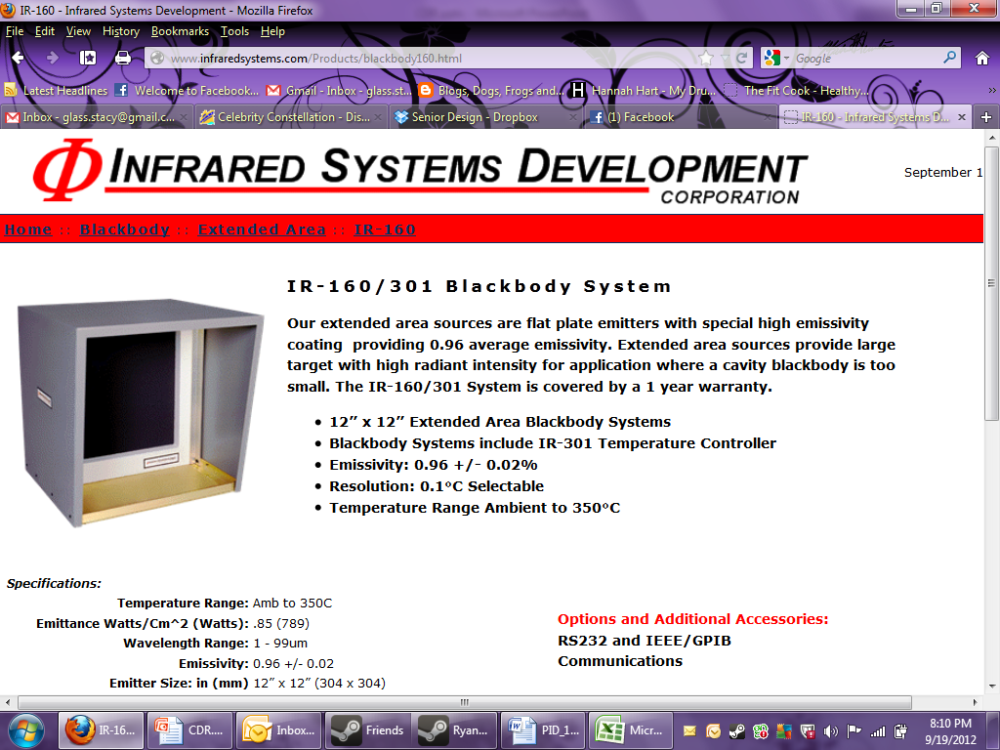 IR-160 - Infrared Systems Development - Mozilla Firefox
File Edit View History Bookmarks Tools Help
www.infraredsystems.com/Products/blackbody160.html
Google
Latest Headlines Welcome to Facebook... Gmail - Inbox - glass.st... Blogs, Dogs, Frogs and... Hannah Hart - My Dru... The Fit Cook - Healthy...
Inbox - glass.stacy@gmail.c... Celebrity Constellation - Dis... Senior Design - Dropbox (1) Facebook IR-160 - Infrared Systems D...
INFRARED SYSTEMS DEVELOPMENT
CORPORATION
September 1
Home :: Blackbody :: Extended Area :: IR-160
IR-160/301 Blackbody System
Our extended area sources are flat plate emitters with special high emissivity
coating providing 0.96 average emissivity. Extended area sources provide large
target with high radiant intensity for application where a cavity blackbody is too
small. The IR-160/301 System is covered by a 1 year warranty.
• 12” x 12” Extended Area Blackbody Systems
• Blackbody Systems include IR-301 Temperature Controller
• Emissivity: 0.96 +/- 0.02%
• Resolution: 0.1°C Selectable
• Temperature Range Ambient to 350°C
Specifications:
Temperature Range: Amb to 350C
Emittance Watts/Cm^2 (Watts): .85 (789)
Wavelength Range: 1 - 99um
Emissivity: 0.96 +/- 0.02
Emitter Size: in (mm) 12” x 12” (304 x 304)
Options and Additional Accessories:
RS232 and IEEE/GPIB
Communications
IR-16... CDR.... Inbox... Friends Ryan... PID_1... Micr...
8:10 PM
9/19/2012